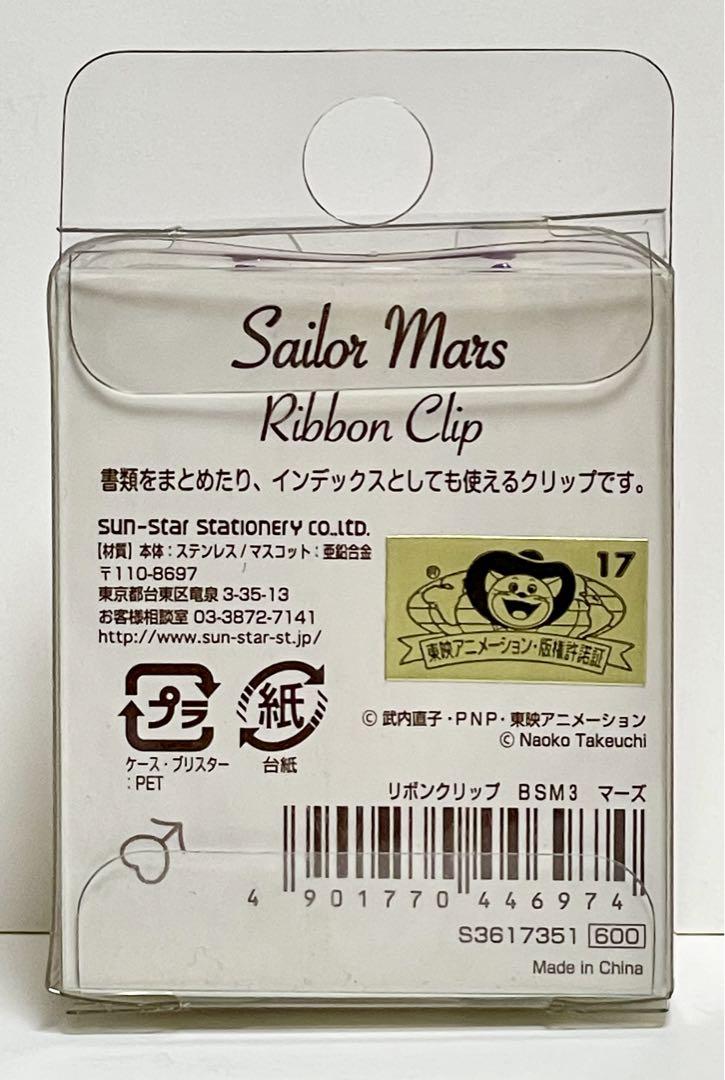 Sailor Mars
Ribbon Clip
書類をまとめたり、インデックスとしても使えるクリップです。
sun-star stationery co.,ltd.
【材質】本体:ステンレス/マスコット:亜鉛合金
〒110-8697
東京都台東区竜泉 3-35-13
お客様相談室 03-3872-7141
http://www.sun-star-st.jp/
17
®
東映アニメーション・版権許諾証
プラ
紙
ケース・ブリスター
:PET
台紙
© 武内直子・PNP・東映アニメーション
© Naoko Takeuchi
リボンクリップ BSM3 マーズ
4 901770 446974
S3617351 600
Made in China